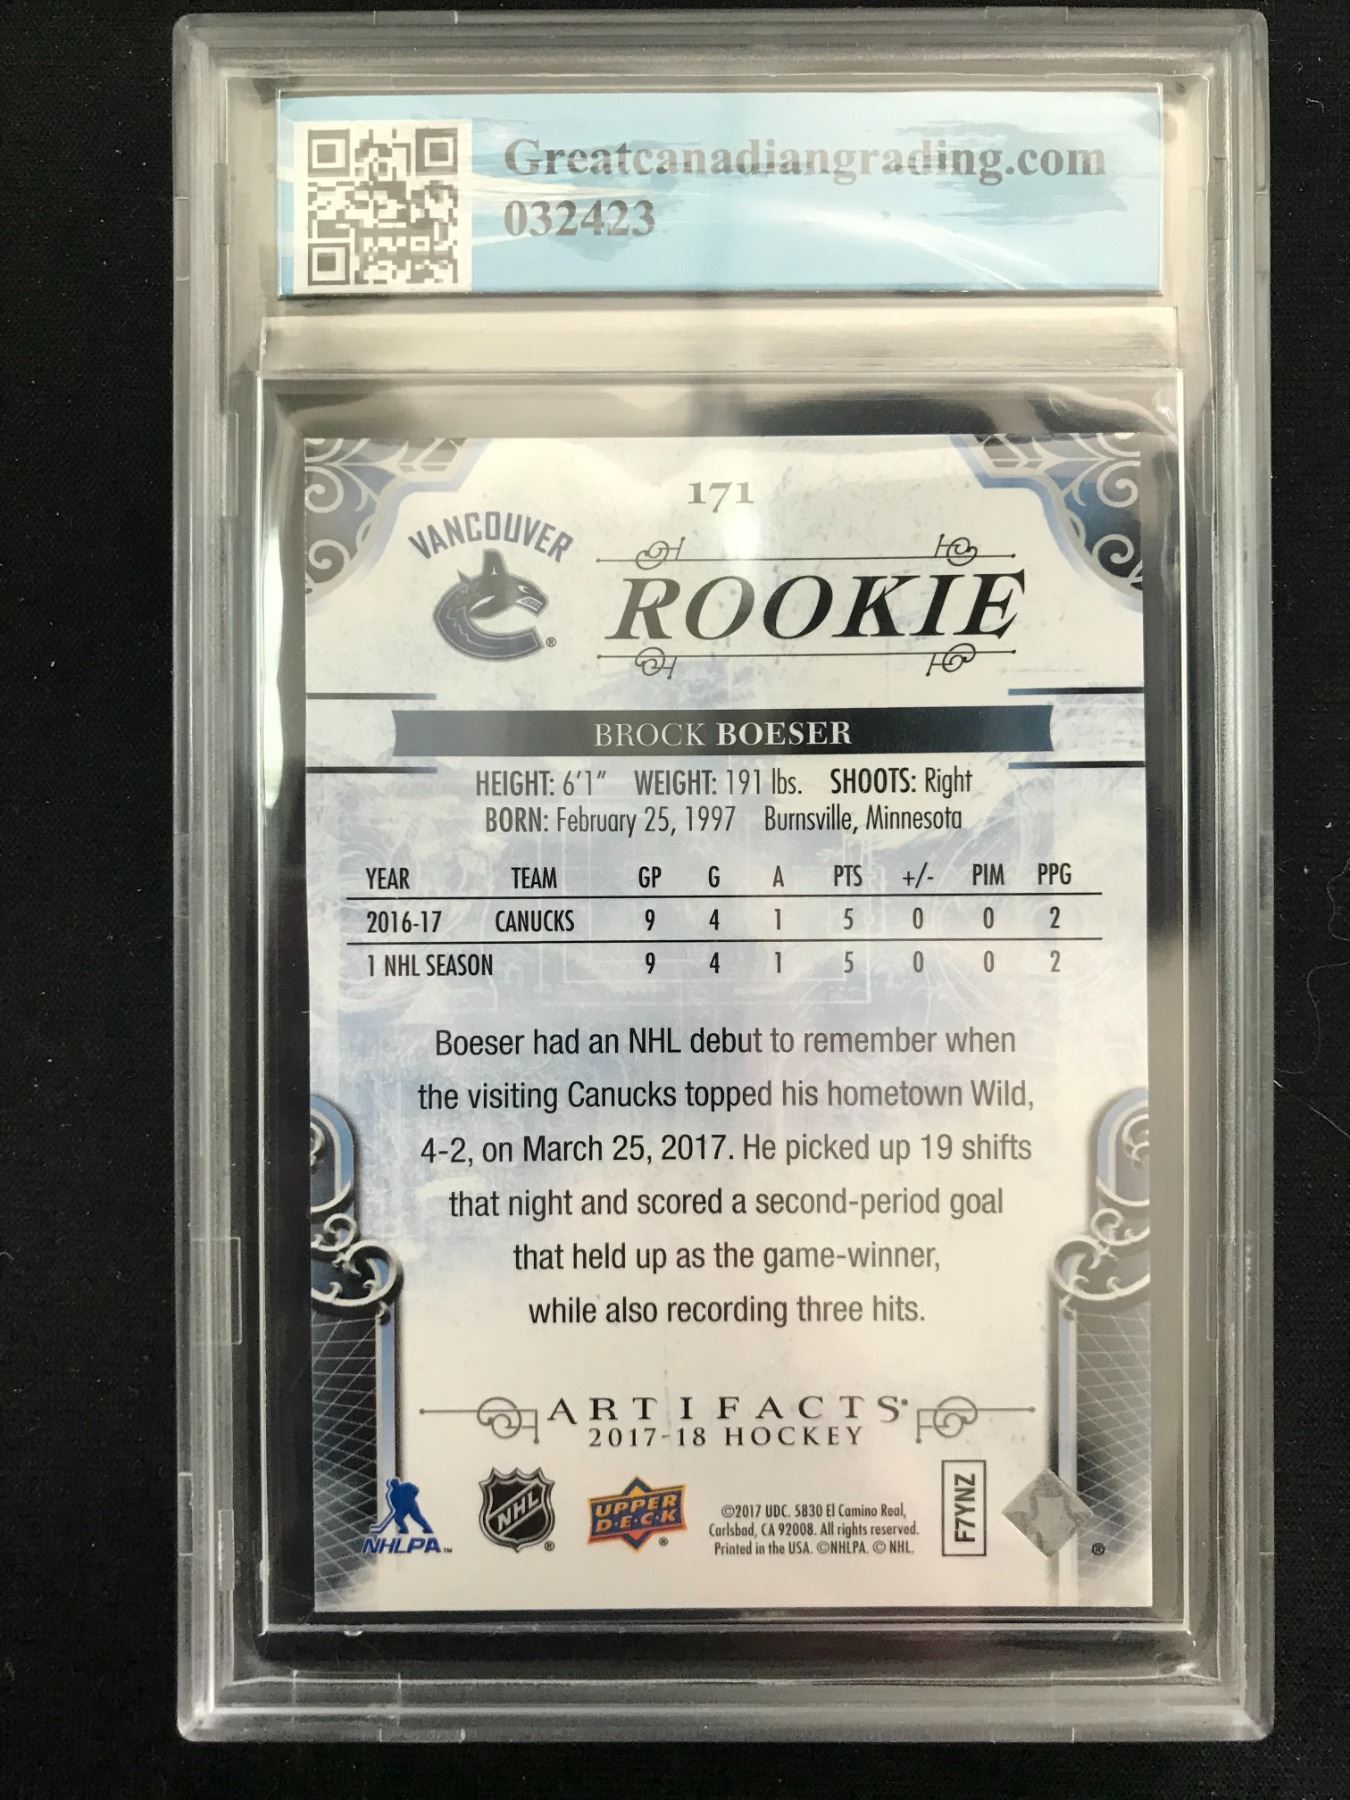 Greatcanadiangrading.com
032423
171
VANCOUVER
®
ROOKIE
BROCK BOESER
HEIGHT: 6'1" WEIGHT: 191 lbs. SHOOTS: Right
BORN: February 25, 1997 Burnsville, Minnesota
YEAR TEAM GP G A PTS +/- PIM PPG
2016-17 CANUCKS 9 4 1 5 0 0 2
1 NHL SEASON 9 4 1 5 0 0 2
Boeser had an NHL debut to remember when
the visiting Canucks topped his hometown Wild,
4-2, on March 25, 2017. He picked up 19 shifts
that night and scored a second-period goal
that held up as the game-winner,
while also recording three hits.
ARTIFACTS
2017-18 HOCKEY
NHLPA™
NHL ®
UPPER
DECK ®
©2017 UDC. 5830 El Camino Real,
Carlsbad, CA 92008. All rights reserved.
Printed in the USA. ©NHLPA. © NHL.
F7YNZ
®